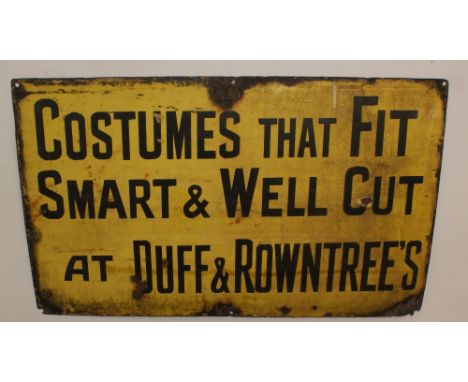 COSTUMES THAT FIT
SMART & WELL CUT
AT DUFF & ROWNTREE'S